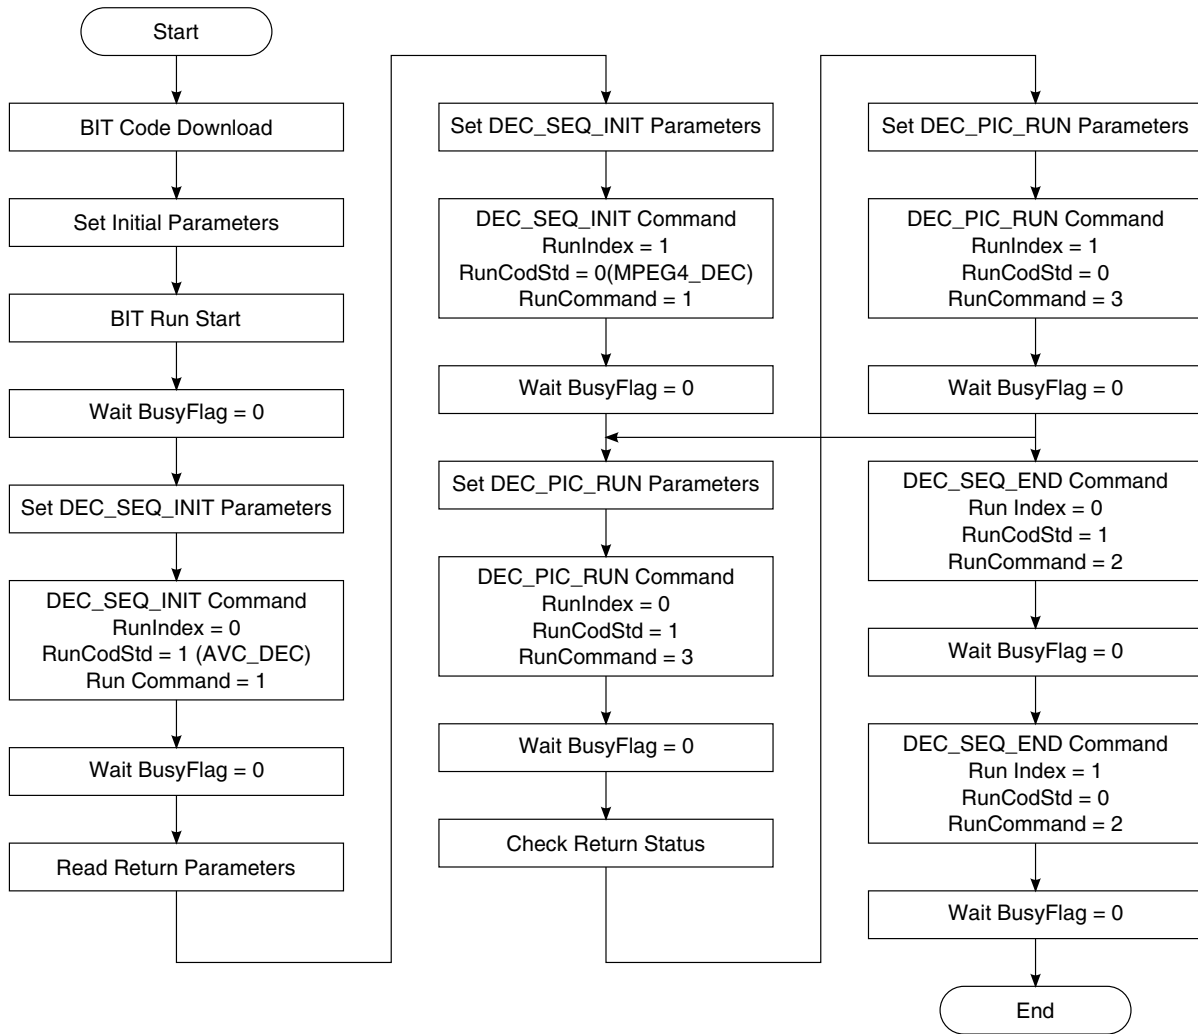 Start
BIT Code Download
Set Initial Parameters
BIT Run Start
Wait BusyFlag = 0
Set DEC_SEQ_INIT Parameters
DEC_SEQ_INIT Command
RunIndex = 0
RunCodStd = 1 (AVC_DEC)
Run Command = 1
Wait BusyFlag = 0
Read Return Parameters
Set DEC_SEQ_INIT Parameters
DEC_SEQ_INIT Command
RunIndex = 1
RunCodStd = 0(MPEG4_DEC)
RunCommand = 1
Wait BusyFlag = 0
Set DEC_PIC_RUN Parameters
DEC_PIC_RUN Command
RunIndex = 0
RunCodStd = 1
RunCommand = 3
Wait BusyFlag = 0
Check Return Status
Set DEC_PIC_RUN Parameters
DEC_PIC_RUN Command
RunIndex = 1
RunCodStd = 0
RunCommand = 3
Wait BusyFlag = 0
DEC_SEQ_END Command
Run Index = 0
RunCodStd = 1
RunCommand = 2
Wait BusyFlag = 0
DEC_SEQ_END Command
Run Index = 1
RunCodStd = 0
RunCommand = 2
Wait BusyFlag = 0
End